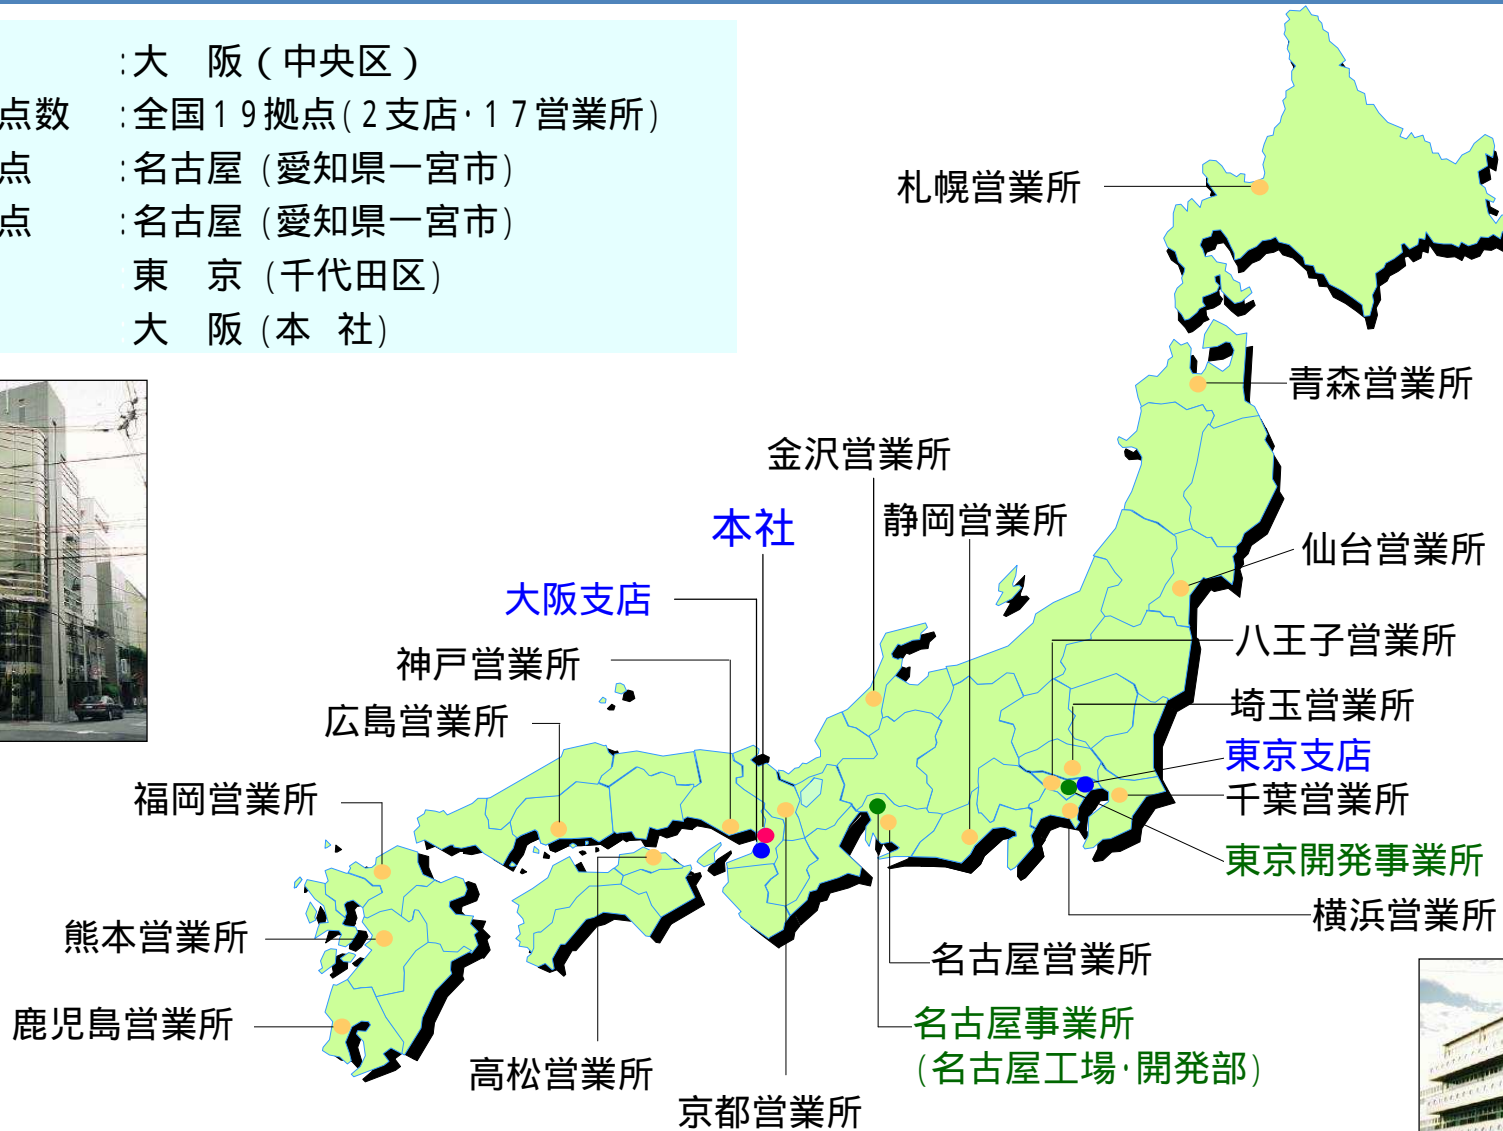 :大　阪（中央区）
点数　:全国19拠点(2支店･17営業所)
点　:名古屋 (愛知県一宮市)
点　:名古屋 (愛知県一宮市)
東　京 (千代田区)
大　阪 (本 社)
札幌営業所
青森営業所
金沢営業所
静岡営業所
本社
仙台営業所
大阪支店
八王子営業所
神戸営業所
埼玉営業所
広島営業所
東京支店
福岡営業所
千葉営業所
東京開発事業所
横浜営業所
熊本営業所
名古屋営業所
鹿児島営業所
名古屋事業所
(名古屋工場･開発部)
高松営業所
京都営業所